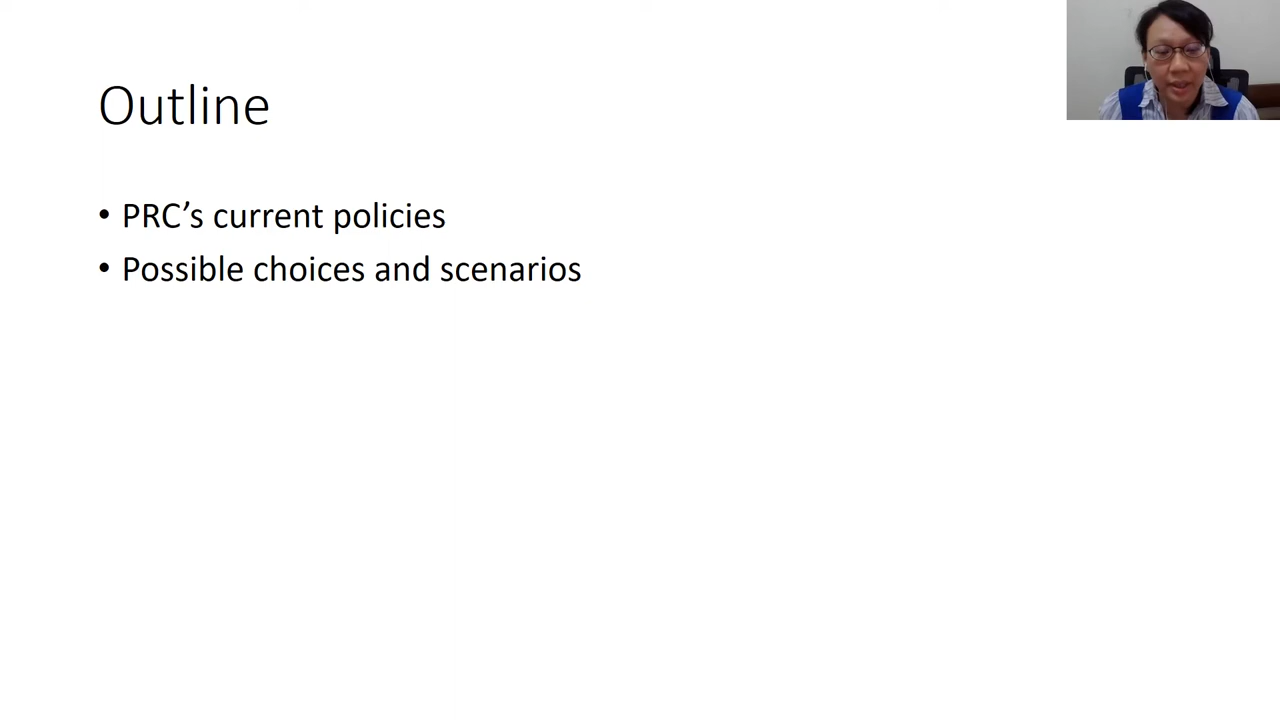 Outline
• PRC’s current policies
• Possible choices and scenarios